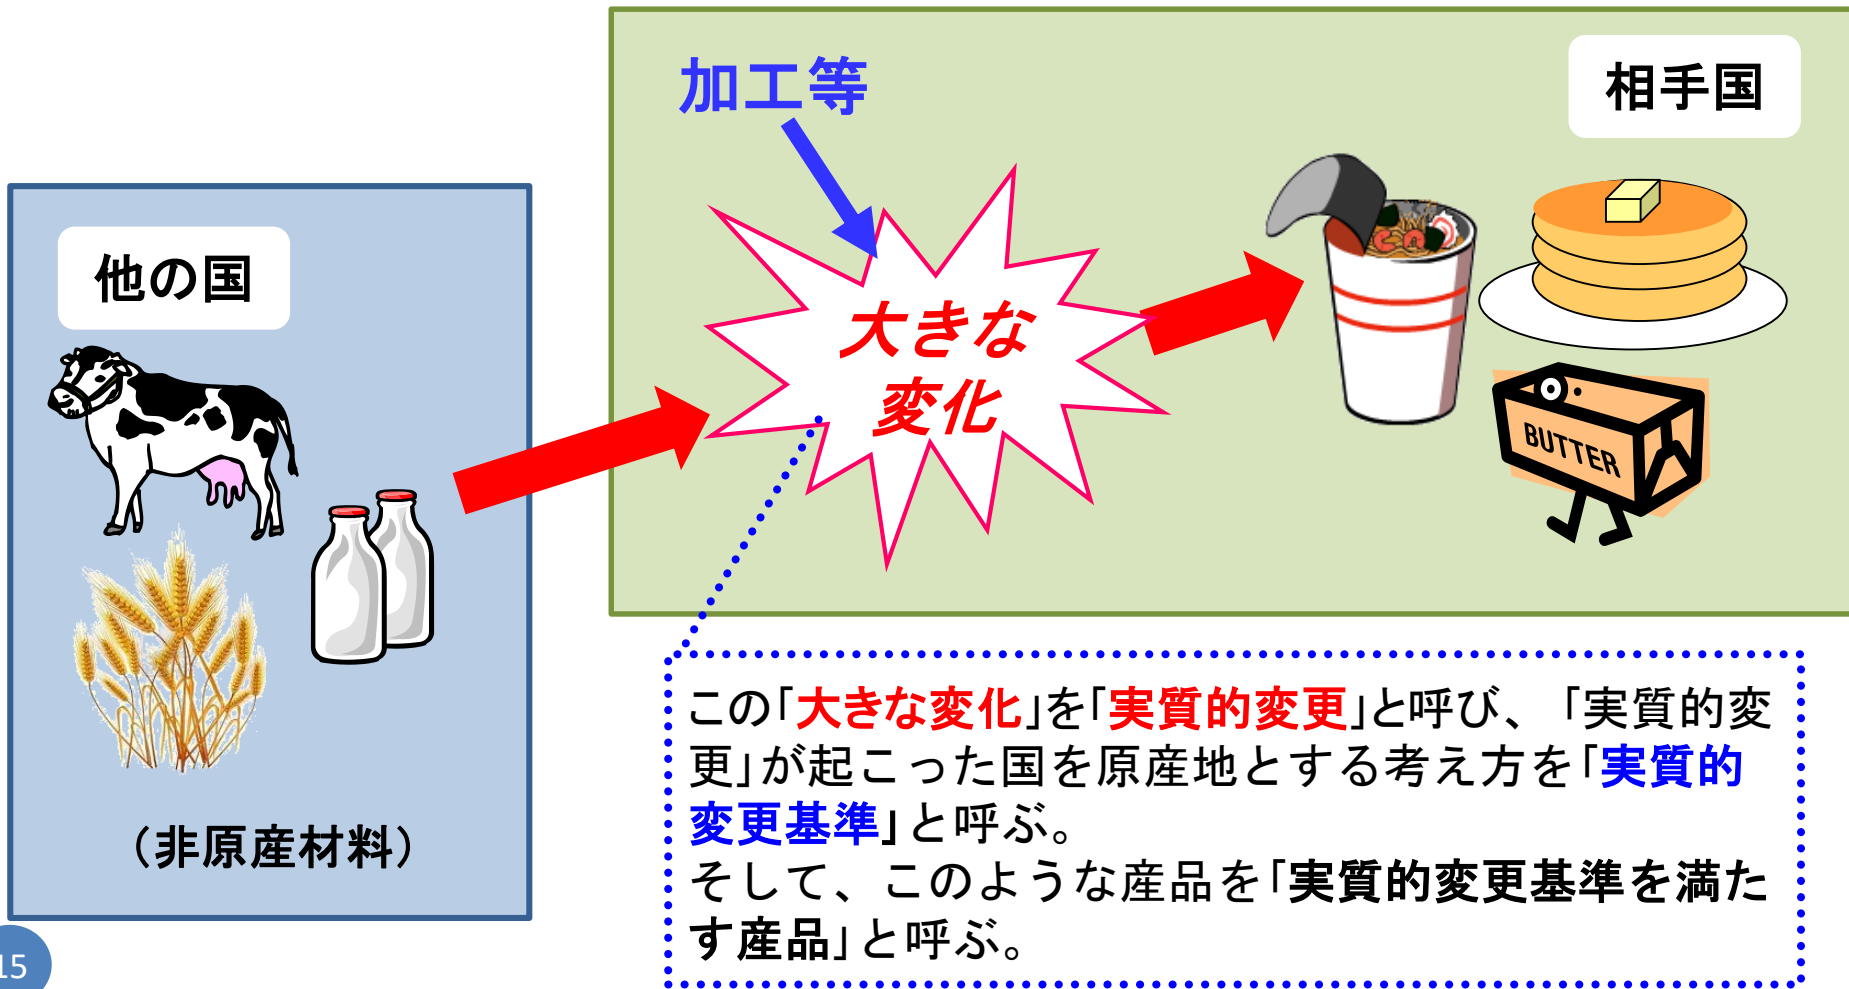 加工等
相手国
他の国
大きな
変化
BUTTER
（非原産材料）
この「大きな変化」を「実質的変更」と呼び、「実質的変
更」が起こった国を原産地とする考え方を「実質的
変更基準」と呼ぶ。
そして、このような産品を「実質的変更基準を満た
す産品」と呼ぶ。
15